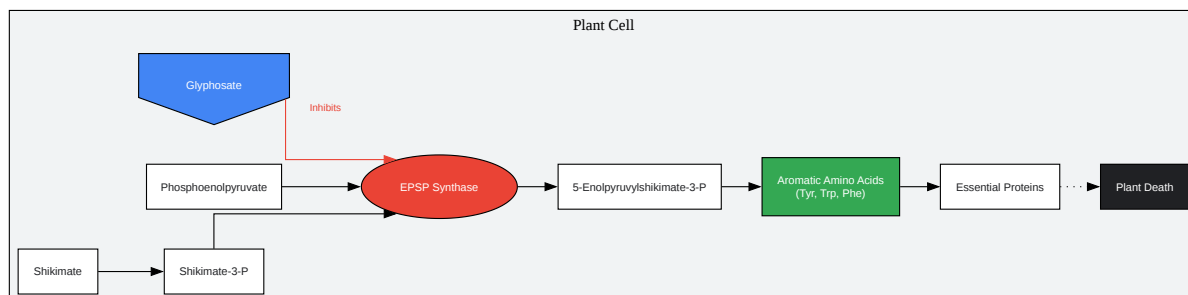 Plant Cell
Glyphosate
Inhibits
Phosphoenolpyruvate
EPSP Synthase
5-Enolpyruvylshikimate-3-P
Aromatic Amino Acids
(Tyr, Trp, Phe)
Essential Proteins
Plant Death
Shikimate
Shikimate-3-P